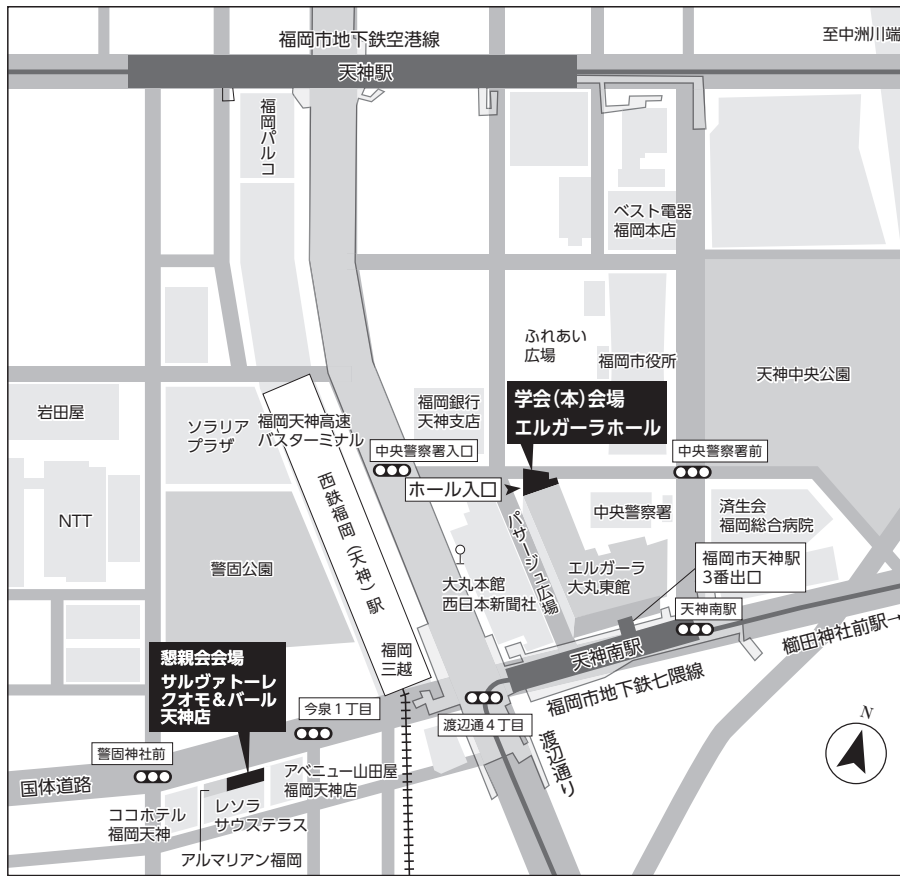 福岡市地下鉄空港線
至中洲川端
天神駅
福岡パルコ
ベスト電器
福岡本店
ふれあい
広場
福岡市役所
天神中央公園
岩田屋
ソラリア
プラザ
福岡天神高速
バスターミナル
福岡銀行
天神支店
学会(本)会場
エルガーラホール
中央警察署入口
中央警察署前
ホール入口
西鉄福岡(天神)駅
パサージュ広場
中央警察署
済生会
福岡総合病院
NTT
警固公園
大丸本館
西日本新聞社
エルガーラ
大丸東館
福岡市天神駅
3番出口
天神南駅
天神南駅
櫛田神社前駅→
福岡市地下鉄七隈線
福岡
三越
懇親会会場
サルヴァトーレ
クオモ&バール
天神店
今泉1丁目
渡辺通4丁目
渡辺通り
N
警固神社前
国体道路
アベニュー山田屋
福岡天神店
ココホテル
福岡天神
レソラ
サウステラス
アルマリアン福岡